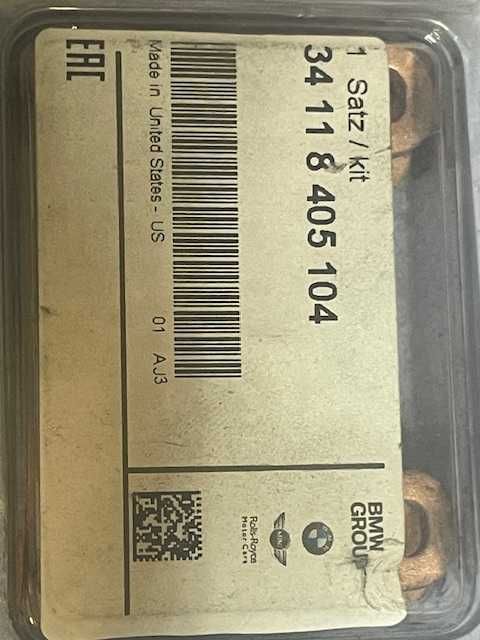 1 Satz / kit
34 11 8 405 104
Made in United States - US 01 AJ3
EAC
BMW
GROUP
MINI
Rolls-Royce
Motor Cars